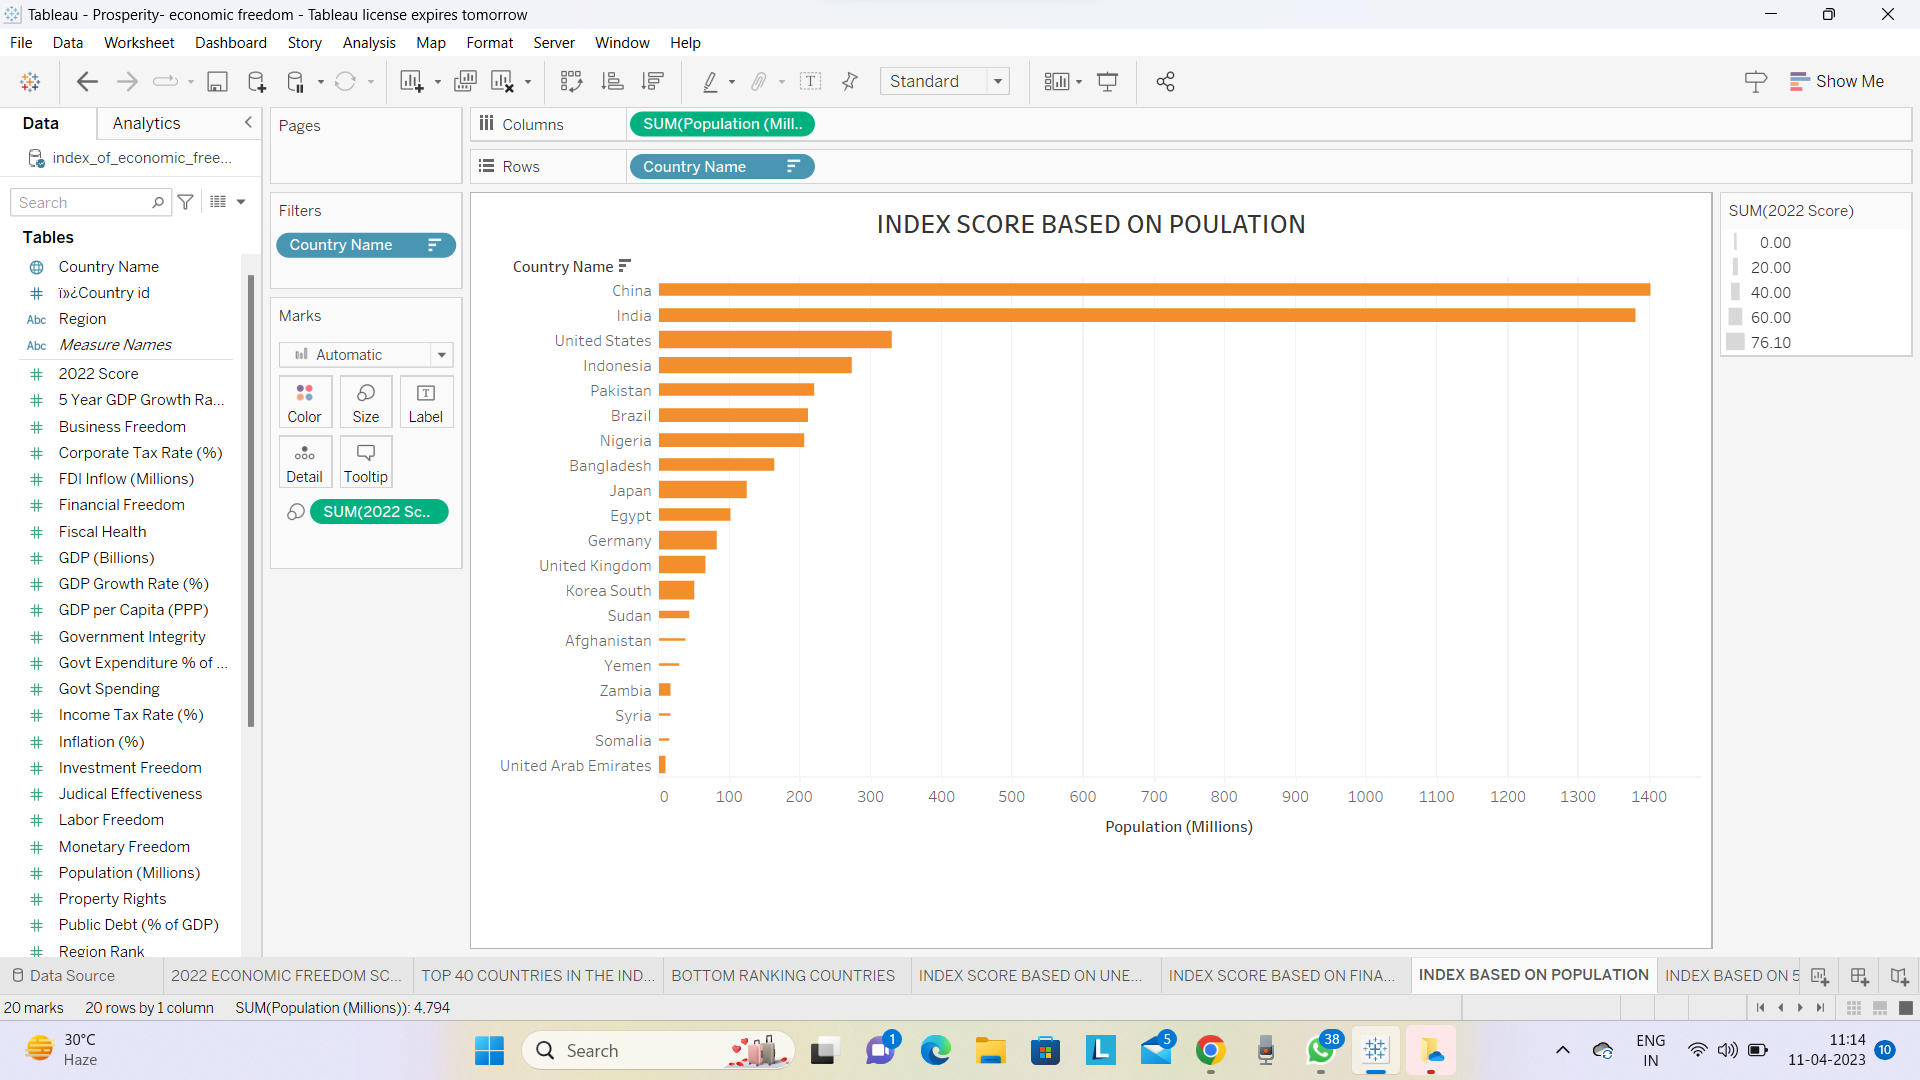 Tableau - Prosperity- economic freedom - Tableau license expires tomorrow
File Data Worksheet Dashboard Story Analysis Map Format Server Window Help
Standard
Show Me
Data Analytics
index_of_economic_free...
Search
Tables
Country Name
ï»¿Country id
Abc Region
Abc Measure Names
2022 Score
5 Year GDP Growth Ra...
Business Freedom
Corporate Tax Rate (%)
FDI Inflow (Millions)
Financial Freedom
Fiscal Health
GDP (Billions)
GDP Growth Rate (%)
GDP per Capita (PPP)
Government Integrity
Govt Expenditure % of ...
Govt Spending
Income Tax Rate (%)
Inflation (%)
Investment Freedom
Judical Effectiveness
Labor Freedom
Monetary Freedom
Population (Millions)
Property Rights
Public Debt (% of GDP)
Region Rank
Pages
Filters
Country Name
Marks
Automatic
Color Size Label
Detail Tooltip
SUM(2022 Sc..
Columns SUM(Population (Mill..
Rows Country Name
INDEX SCORE BASED ON POULATION
Country Name
China
India
United States
Indonesia
Pakistan
Brazil
Nigeria
Bangladesh
Japan
Egypt
Germany
United Kingdom
Korea South
Sudan
Afghanistan
Yemen
Zambia
Syria
Somalia
United Arab Emirates
0 100 200 300 400 500 600 700 800 900 1000 1100 1200 1300 1400
Population (Millions)
SUM(2022 Score)
0.00
20.00
40.00
60.00
76.10
Data Source 2022 ECONOMIC FREEDOM SC... TOP 40 COUNTRIES IN THE IND... BOTTOM RANKING COUNTRIES INDEX SCORE BASED ON UNE... INDEX SCORE BASED ON FINA... INDEX BASED ON POPULATION INDEX BASED ON 5
20 marks 20 rows by 1 column SUM(Population (Millions)): 4.794
30°C
Haze
Search
1
5
38
ENG
IN
11:14
11-04-2023
10